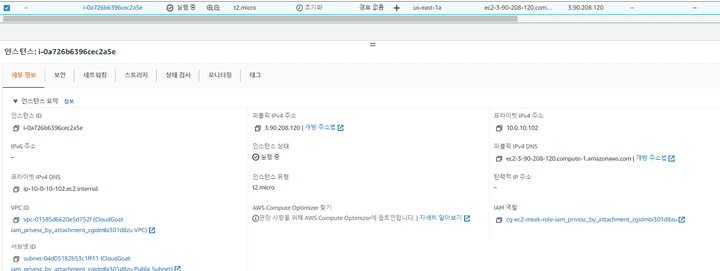 – i-0a726b6396cec2a5e 실행 중 t2.micro 초기화 경보 없음 + us-east-1a ec2-3-90-208-120.com... 3.90.208.120 – –
인스턴스: i-0a726b6396cec2a5e
세부 정보 보안 네트워킹 스토리지 상태 검사 모니터링 태그
▼ 인스턴스 요약 정보
인스턴스 ID
i-0a726b6396cec2a5e
퍼블릭 IPv4 주소
3.90.208.120 | 개방 주소법
프라이빗 IPv4 주소
10.0.10.102
IPv6 주소
–
인스턴스 상태
실행 중
퍼블릭 IPv4 DNS
ec2-3-90-208-120.compute-1.amazonaws.com | 개방 주소법
프라이빗 IPv4 DNS
ip-10-0-10-102.ec2.internal
인스턴스 유형
t2.micro
탄력적 IP 주소
–
VPC ID
vpc-01585d6620e5d752f (CloudGoat
iam_privesc_by_attachment_cgidmbi301d8zu VPC)
AWS Compute Optimizer 찾기
권장 사항을 위해 AWS Compute Optimizer에 옵트인합니다. | 자세히 알아보기
IAM 역할
cg-ec2-meek-role-iam_privesc_by_attachment_cgidmbi301d8zu
서브넷 ID
subnet-04d05182b53c1ff11 (CloudGoat
iam_privesc_by_attachment_cgidmbi301d8zu Public Subnet)